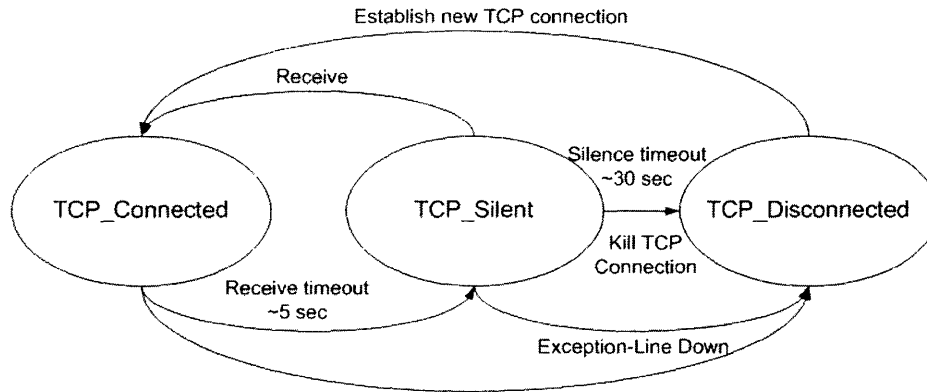 Establish new TCP connection
Receive
Silence timeout
~30 sec
TCP_Connected
TCP_Silent
TCP_Disconnected
Kill TCP
Connection
Receive timeout
~5 sec
Exception-Line Down